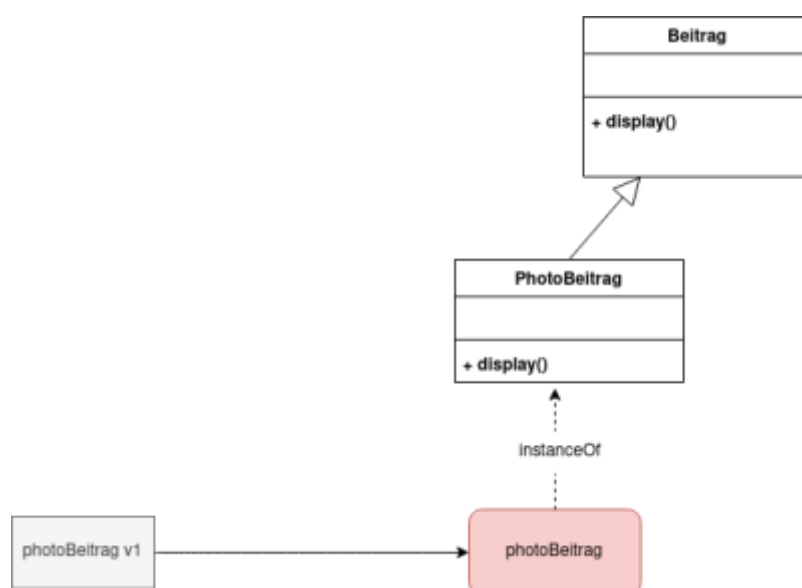 Beitrag
+ display()
PhotoBeitrag
+ display()
instanceOf
photoBeitrag v1
photoBeitrag